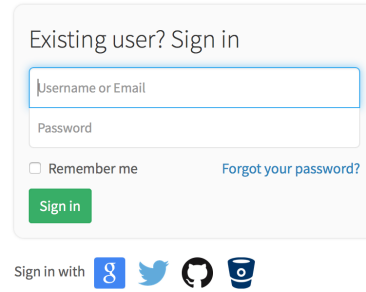 Existing user? Sign in
Username or Email
Password
Remember me Forgot your password?
Sign in
Sign in with g